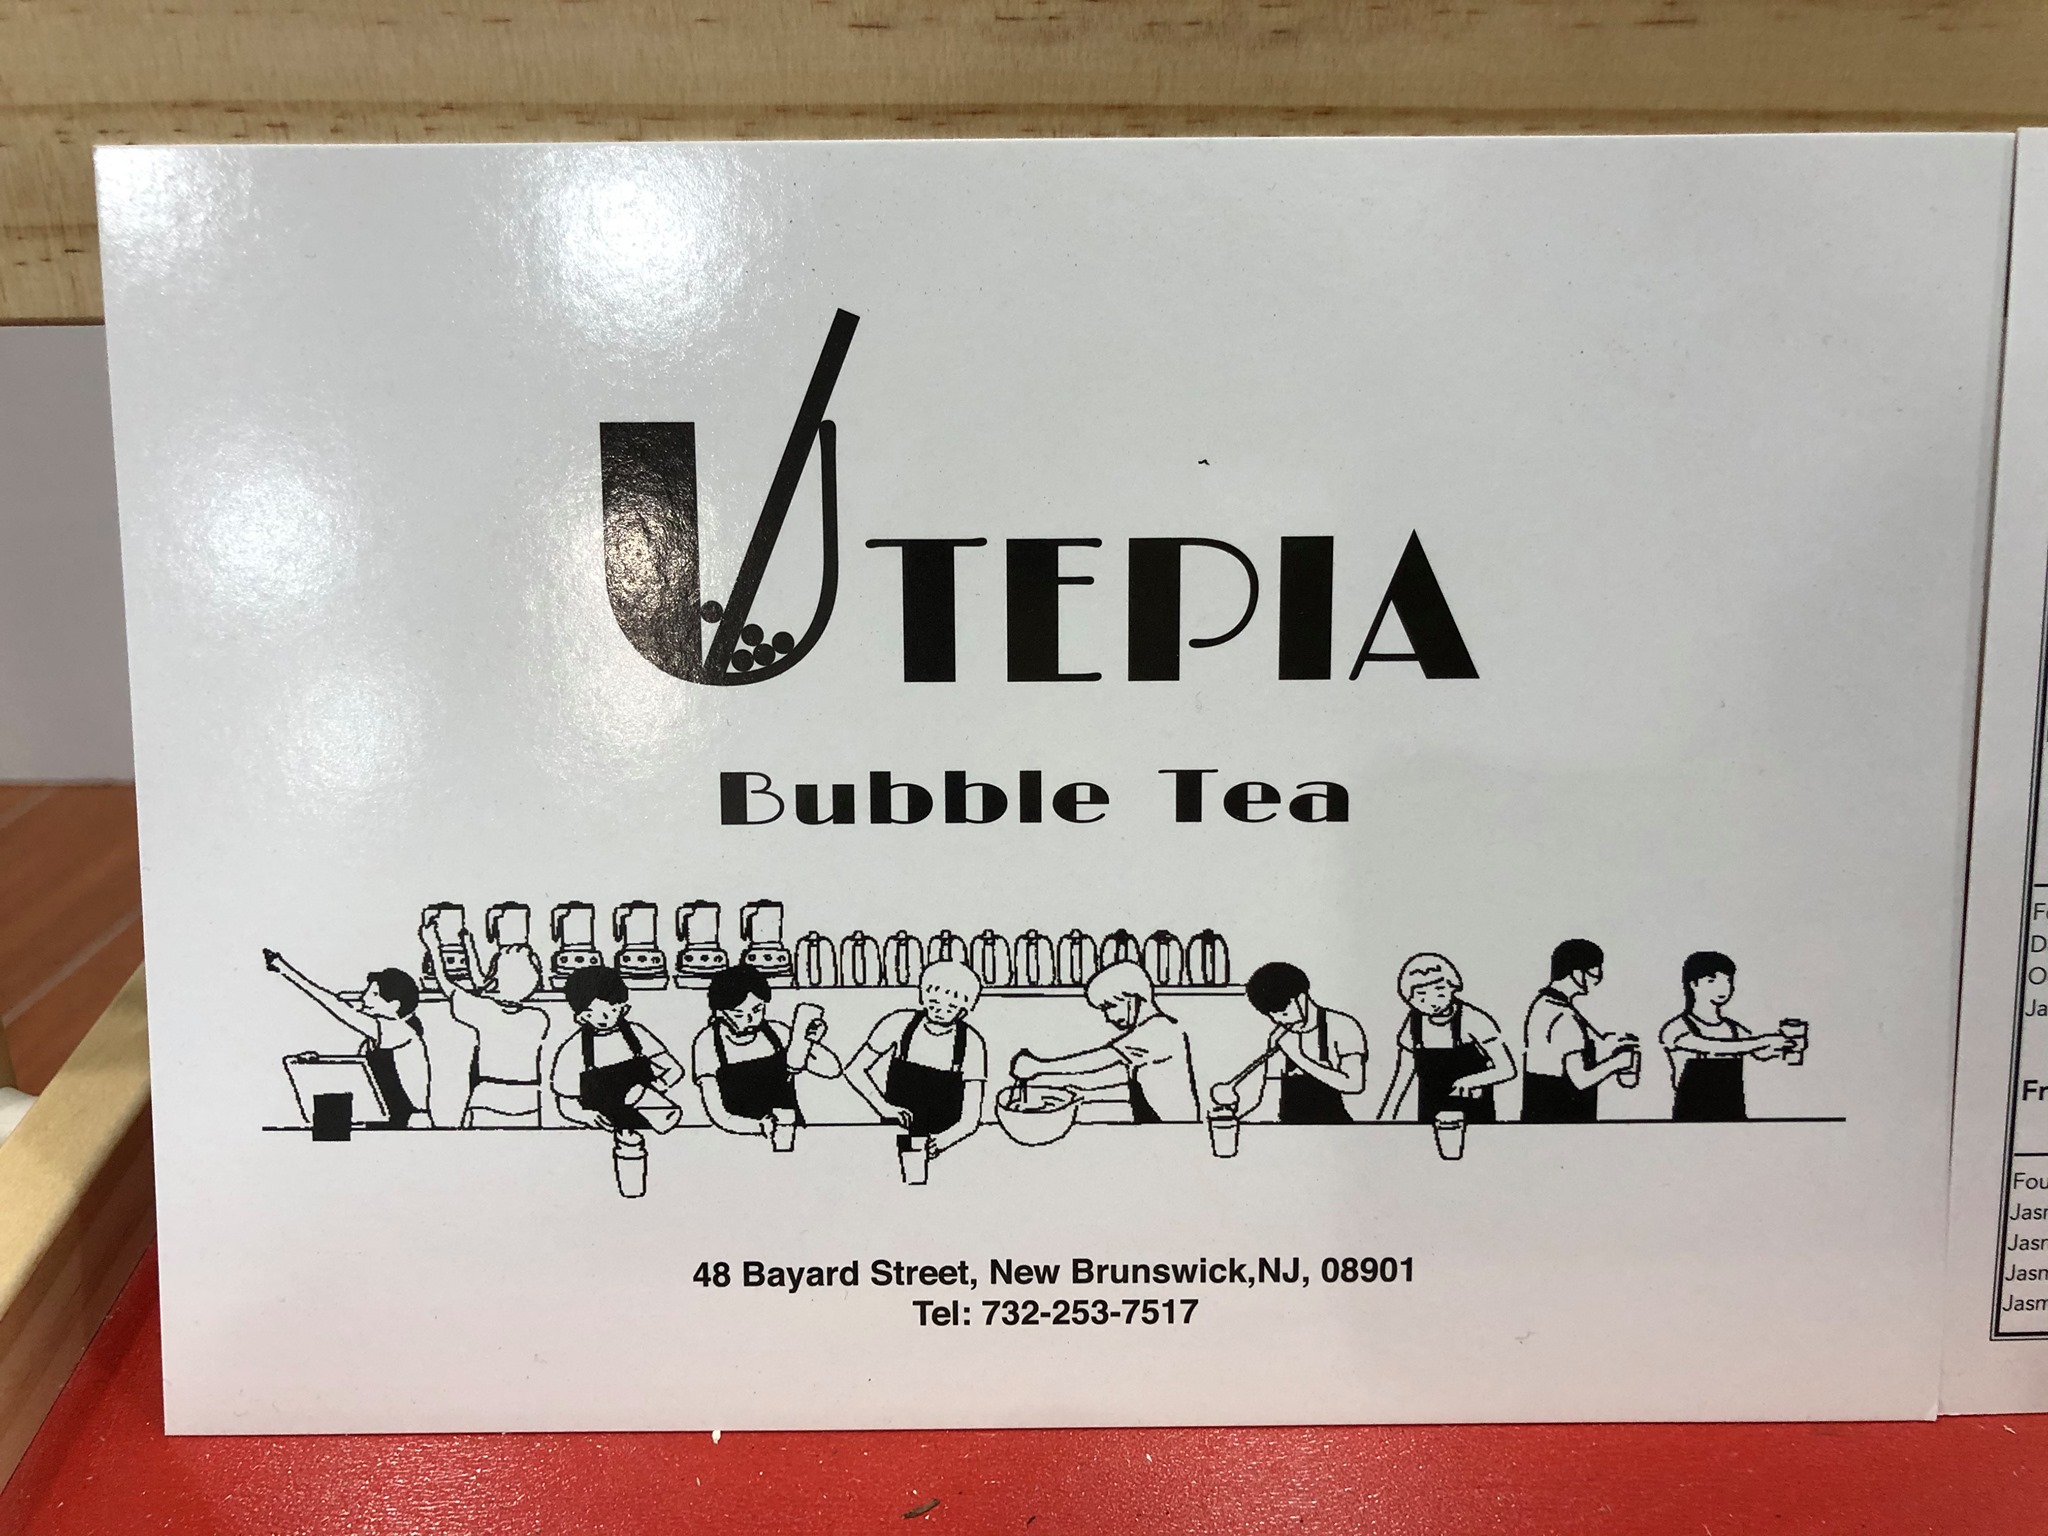 UTEPIA
Bubble Tea
48 Bayard Street, New Brunswick,NJ, 08901
Tel: 732-253-7517